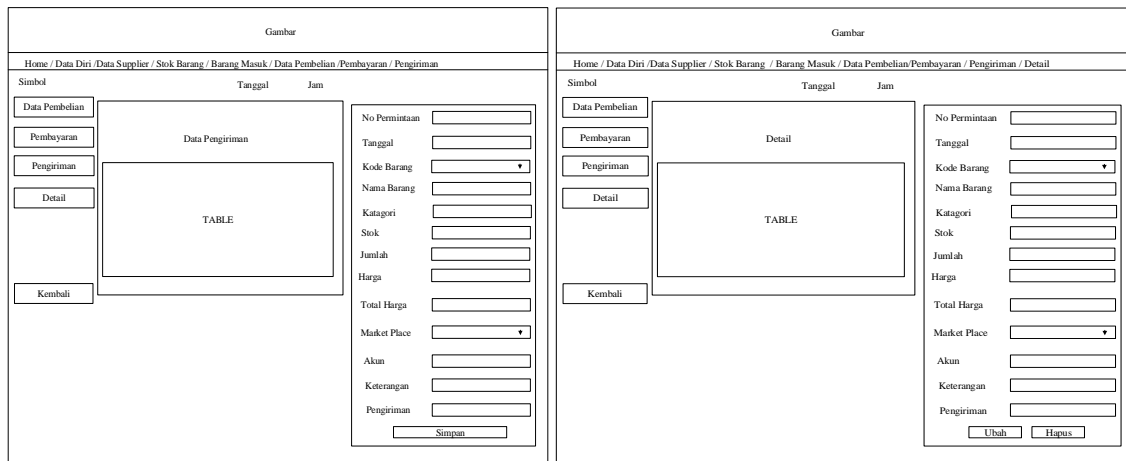 Gambar
Home / Data Diri /Data Supplier / Stok Barang / Barang Masuk / Data Pembelian /Pembayaran / Pengiriman
Simbol
Tanggal Jam
Data Pembelian
Pembayaran
Pengiriman
Detail
Kembali
Data Pengiriman
TABLE
No Permintaan
Tanggal
Kode Barang
Nama Barang
Katagori
Stok
Jumlah
Harga
Total Harga
Market Place
Akun
Keterangan
Pengiriman
Simpan
Gambar
Home / Data Diri /Data Supplier / Stok Barang / Barang Masuk / Data Pembelian/Pembayaran / Pengiriman / Detail
Simbol
Tanggal Jam
Data Pembelian
Pembayaran
Pengiriman
Detail
Kembali
Detail
TABLE
No Permintaan
Tanggal
Kode Barang
Nama Barang
Katagori
Stok
Jumlah
Harga
Total Harga
Market Place
Akun
Keterangan
Pengiriman
Ubah Hapus